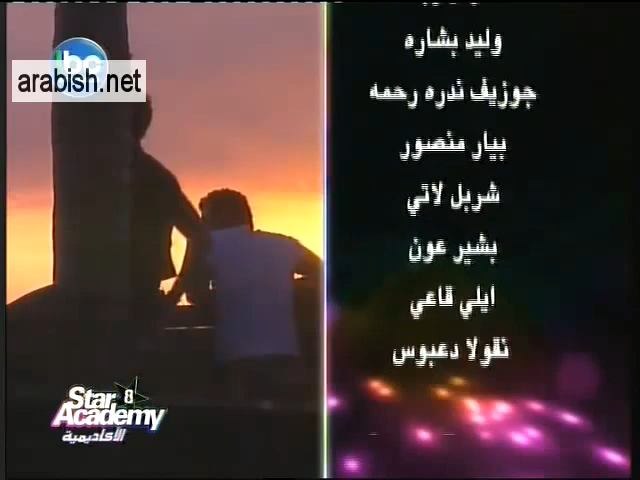 bc
arabish.net
وليد بشاره
جوزيف ندره رحمه
بيار منصور
شربل لاتي
بشير عون
ايلي قاعي
نقولا دعبوس
Star 8
Academy
الأكاديمية